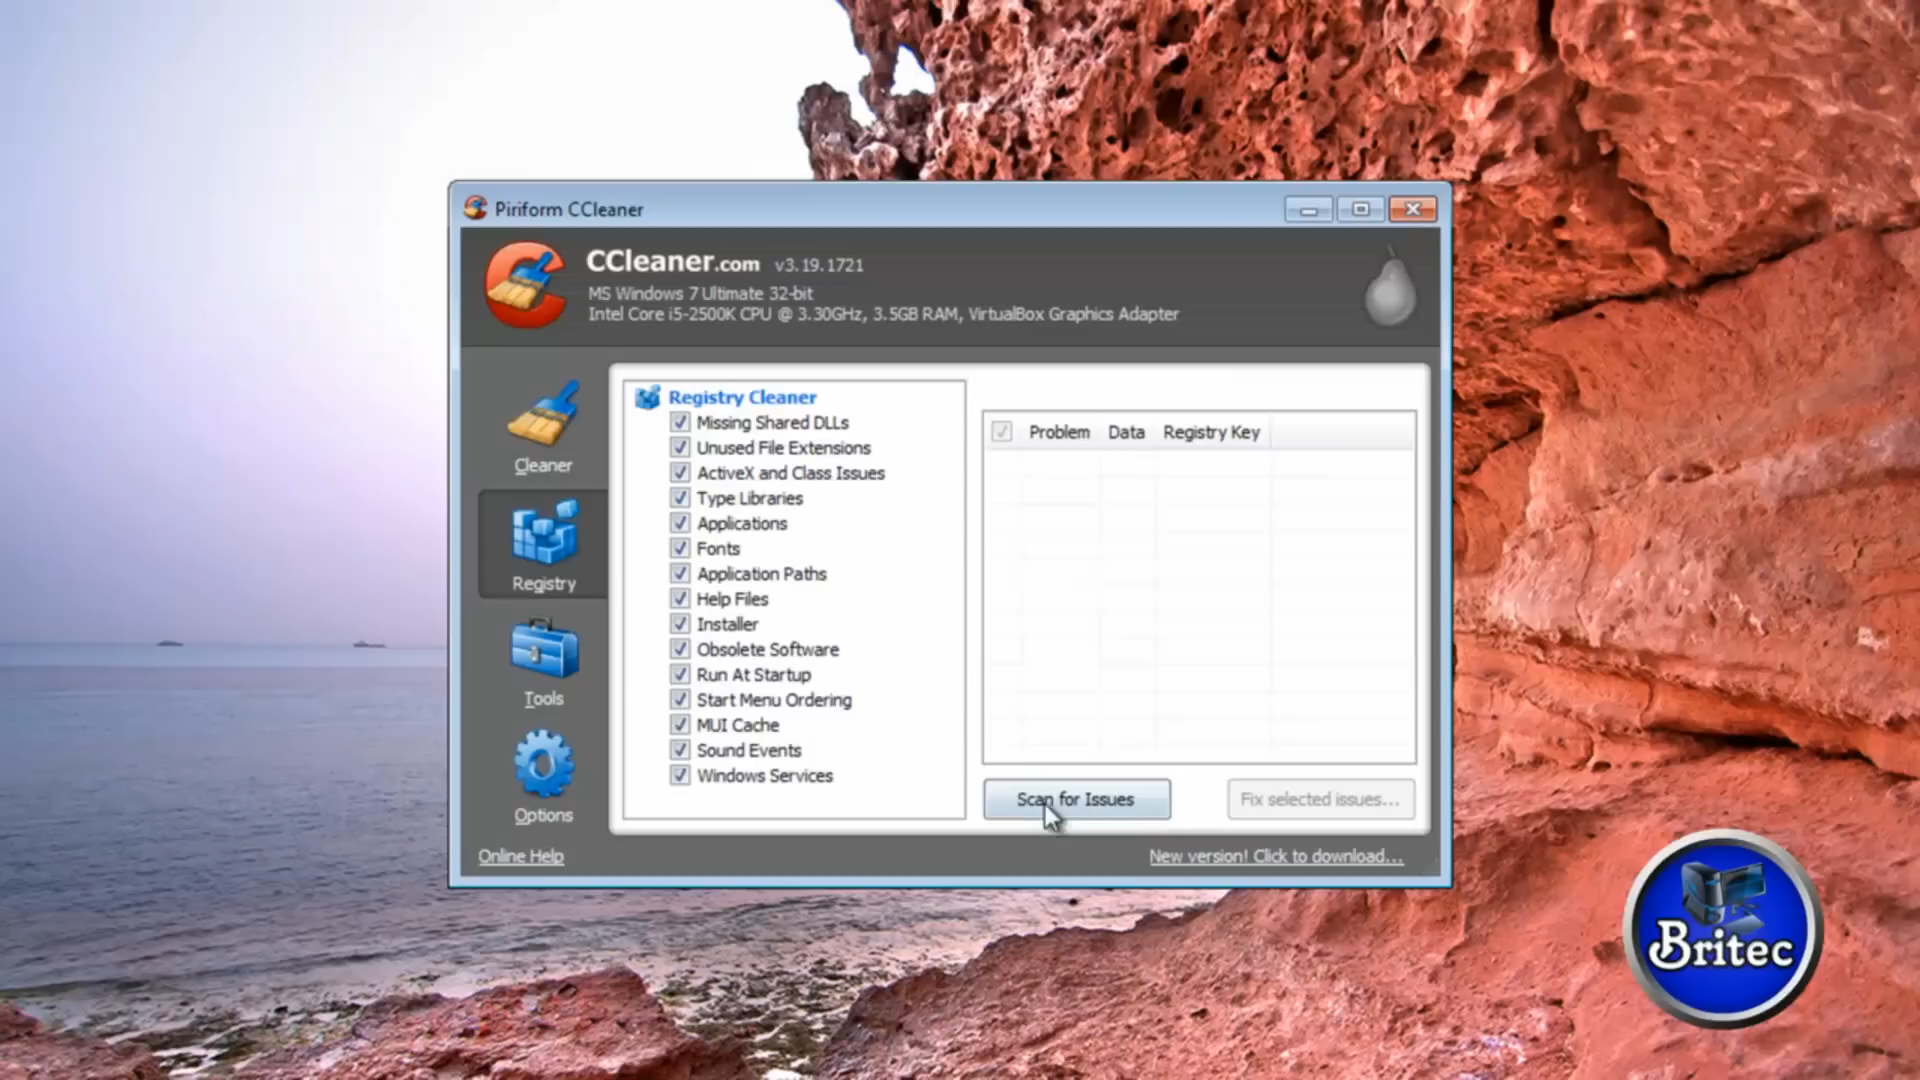 Piriform CCleaner
CCleaner.com v3.19.1721
MS Windows 7 Ultimate 32-bit
Intel Core i5-2500K CPU @ 3.30GHz, 3.5GB RAM, VirtualBox Graphics Adapter
Cleaner
Registry
Tools
Options
Registry Cleaner
Missing Shared DLLs
Unused File Extensions
ActiveX and Class Issues
Type Libraries
Applications
Fonts
Application Paths
Help Files
Installer
Obsolete Software
Run At Startup
Start Menu Ordering
MUI Cache
Sound Events
Windows Services
Problem Data Registry Key
Scan for Issues Fix selected issues...
Online Help New version! Click to download...
Britec